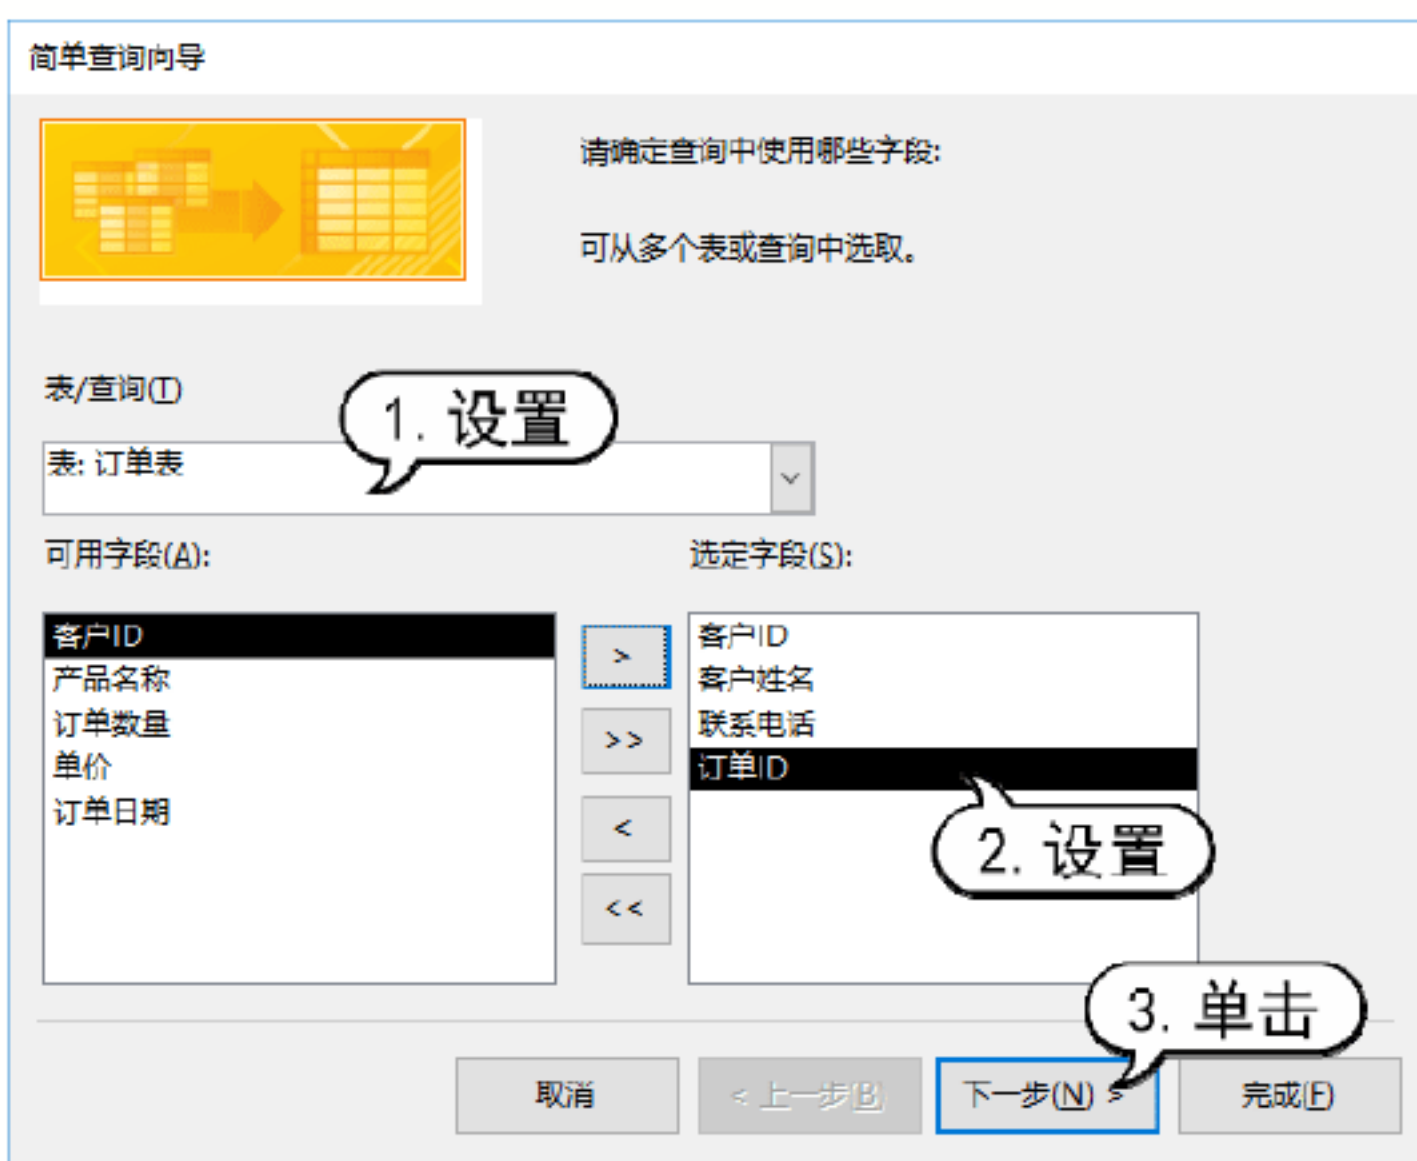 简单查询向导
请确定查询中使用哪些字段:
可从多个表或查询中选取。
表/查询(T)
1. 设置
表: 订单表
可用字段(A):
选定字段(S):
客户ID
产品名称
订单数量
单价
订单日期
>
>>
<
<<
客户ID
客户姓名
联系电话
订单ID
2. 设置
3. 单击
取消
< 上一步(B)
下一步(N) >
完成(F)